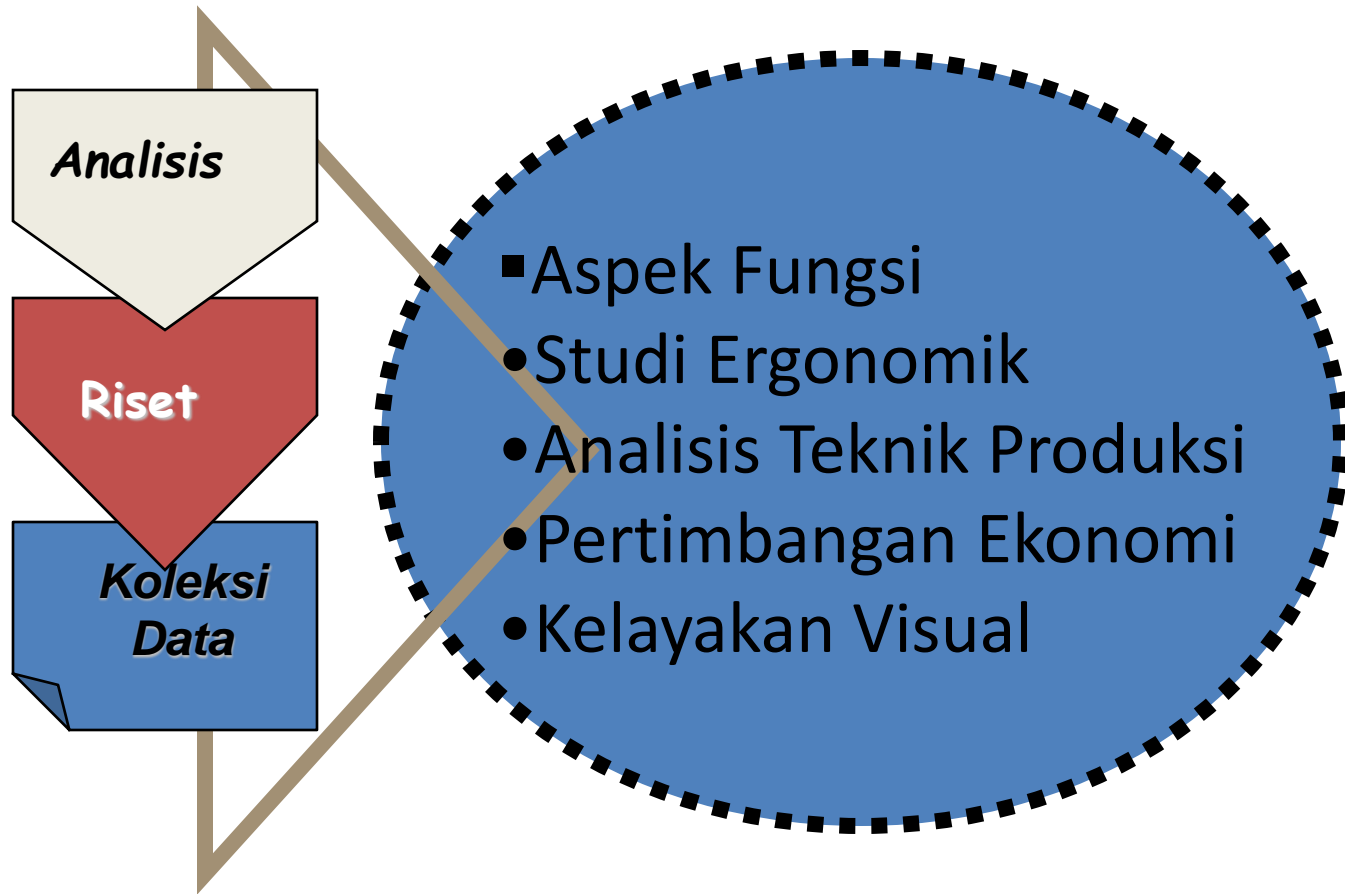 Analisis
Riset
Koleksi
Data
▪Aspek Fungsi
•Studi Ergonomik
•Analisis Teknik Produksi
•Pertimbangan Ekonomi
•Kelayakan Visual